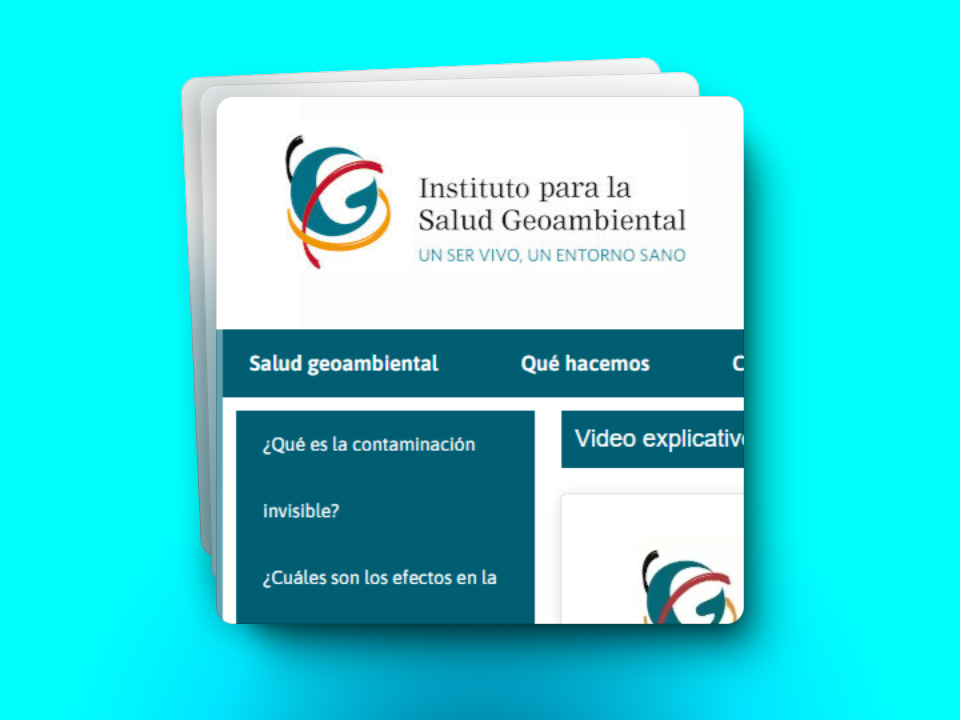 Instituto para la
Salud Geoambiental
UN SER VIVO, UN ENTORNO SANO
Salud geoambiental
Qué hacemos
¿Qué es la contaminación
invisible?
¿Cuáles son los efectos en la
Video explicativo